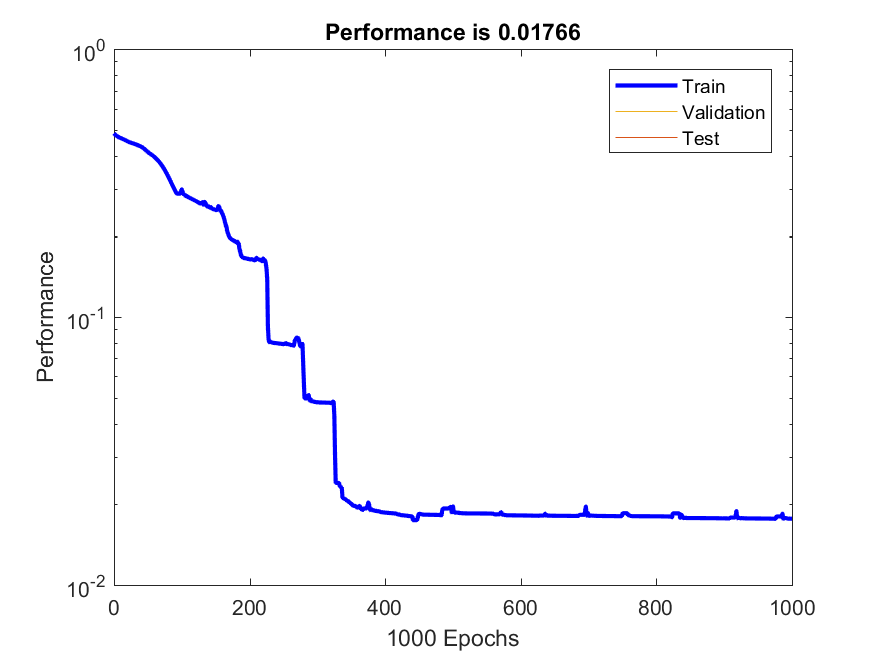 Performance is 0.01766
10^0
Train
Validation
Test
Performance
10^-1
10^-2
0 200 400 600 800 1000
1000 Epochs